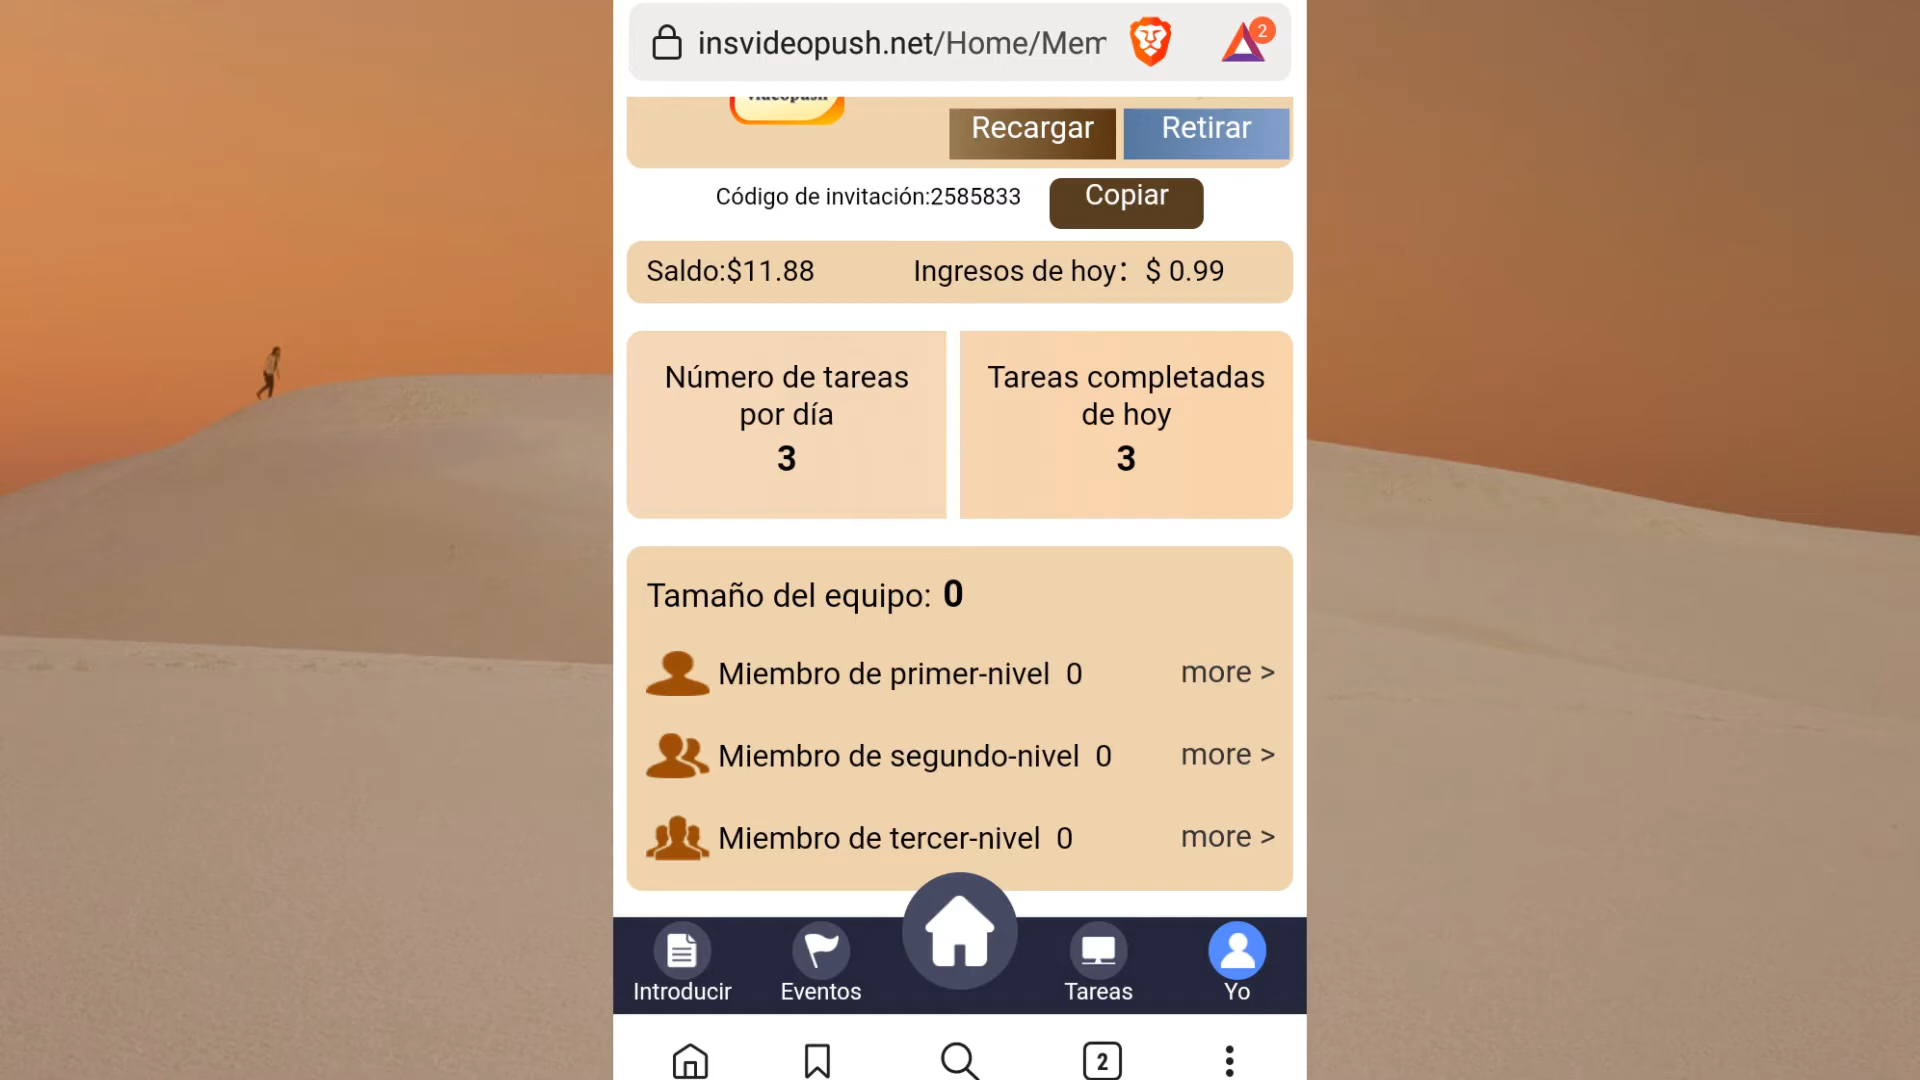 insvideopush.net/Home/Mem
2
videopush
Recargar Retirar
Código de invitación:2585833 Copiar
Saldo:$11.88 Ingresos de hoy: $ 0.99
Número de tareas
por día
3
Tareas completadas
de hoy
3
Tamaño del equipo: 0
Miembro de primer-nivel 0 more >
Miembro de segundo-nivel 0 more >
Miembro de tercer-nivel 0 more >
Introducir Eventos Tareas Yo
2